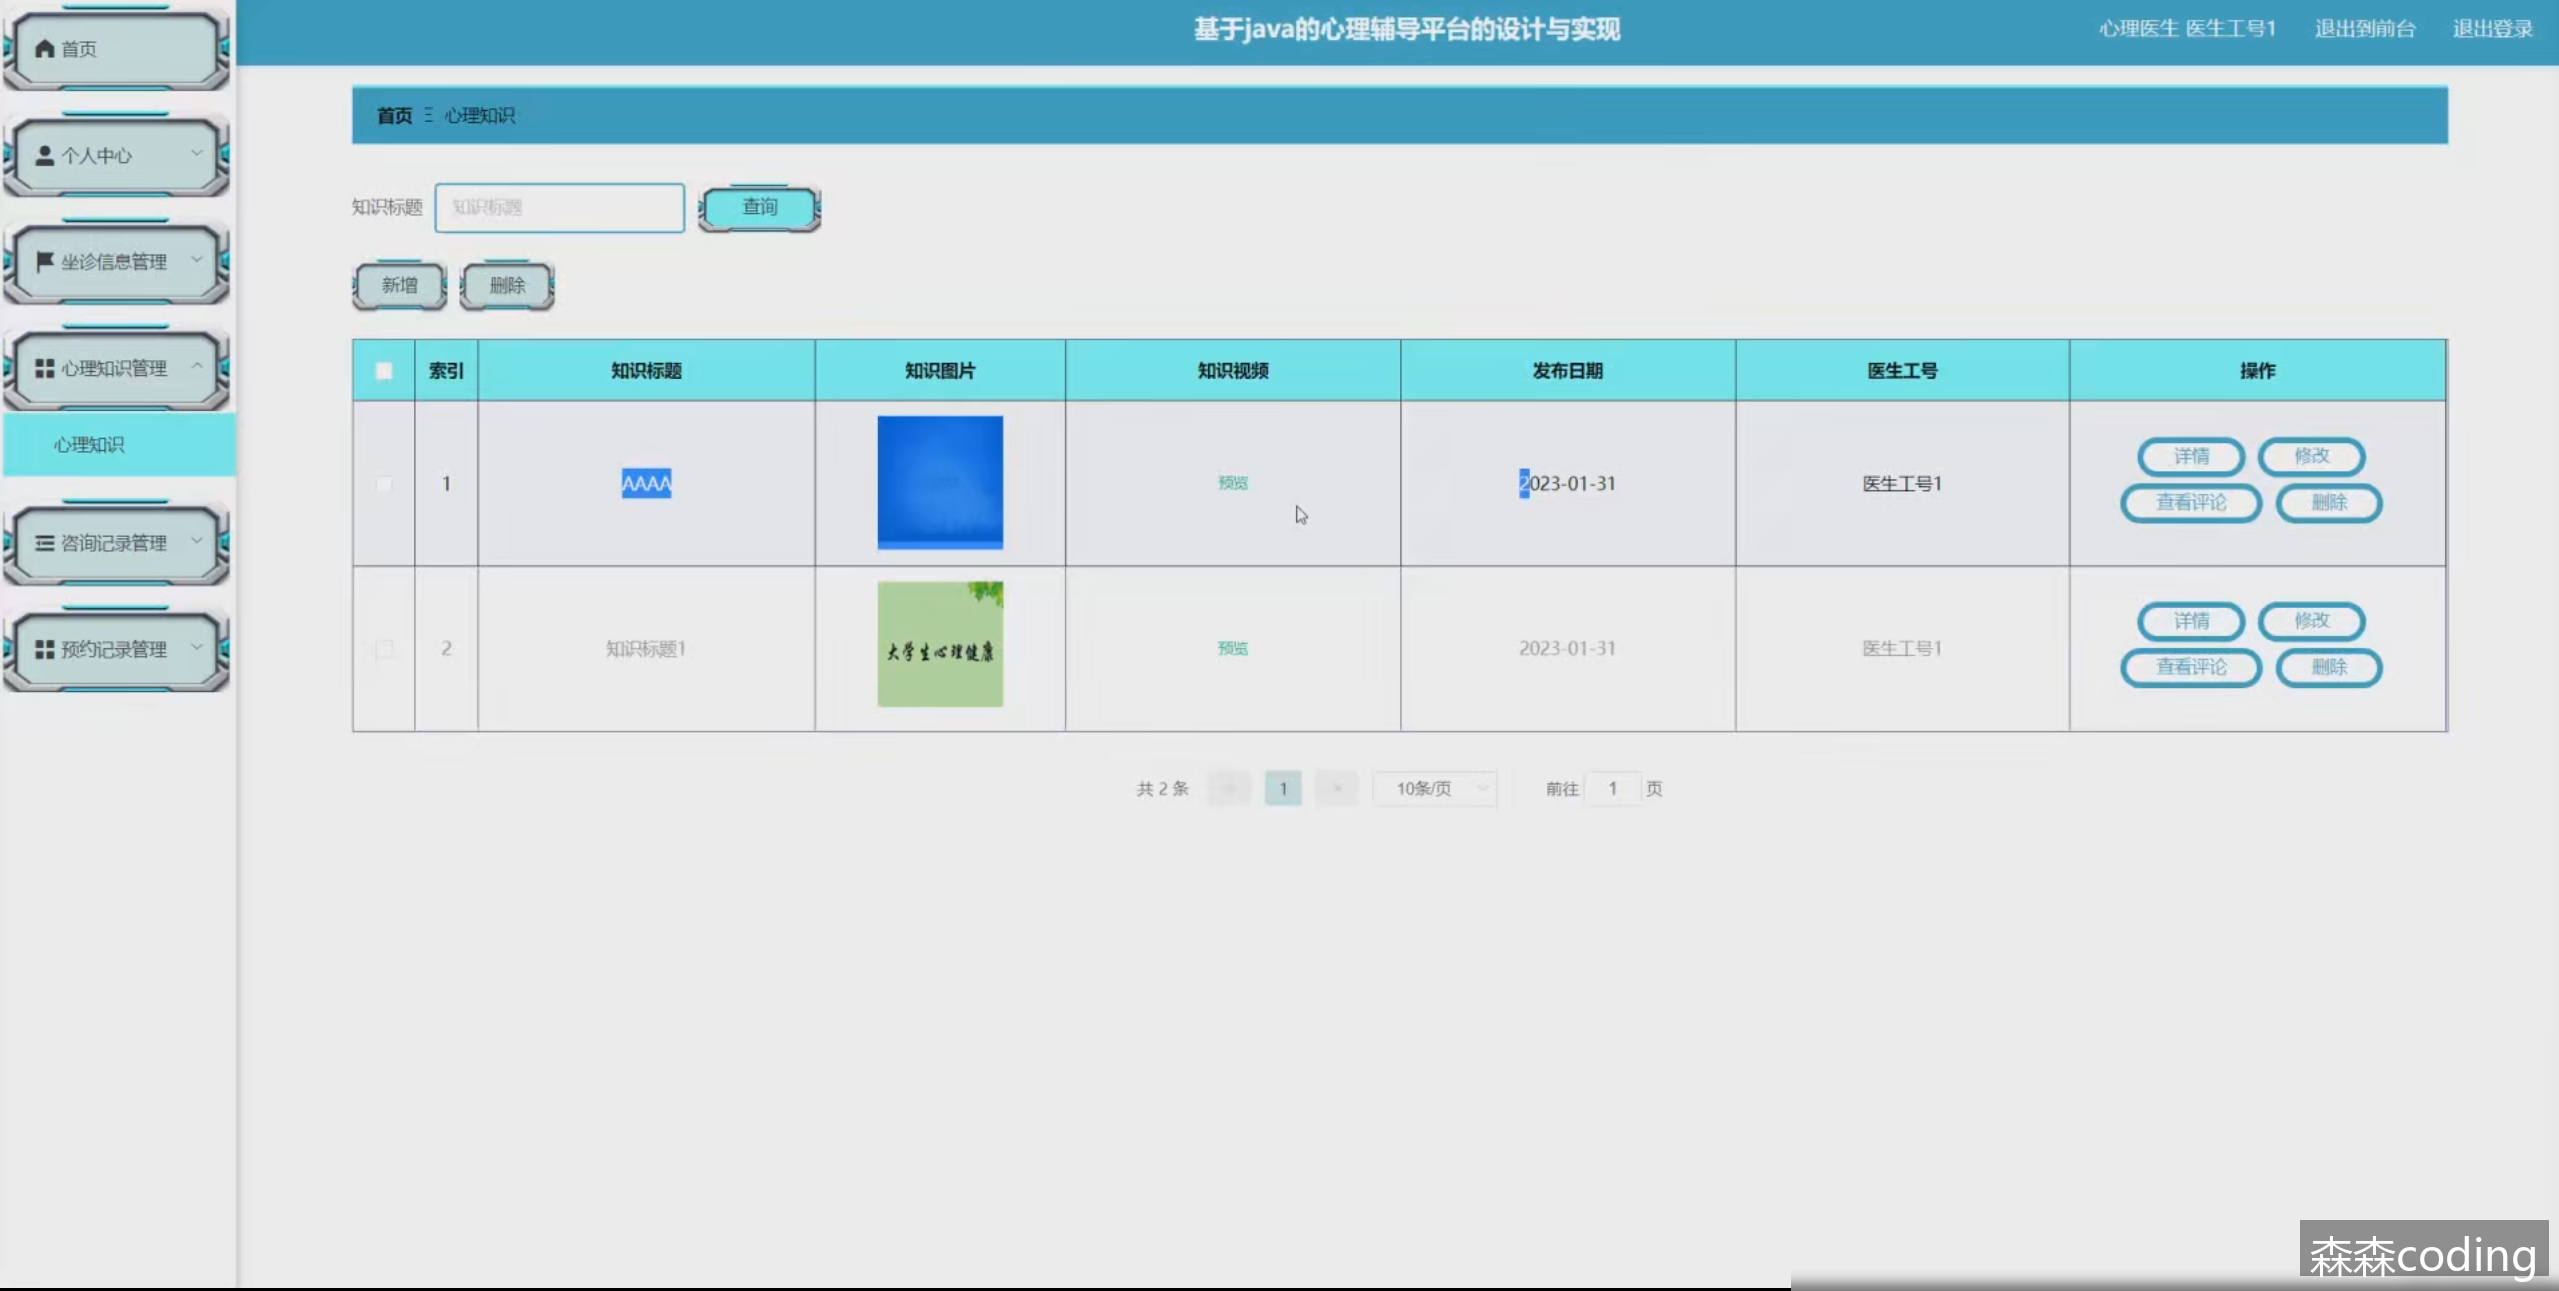 基于java的心理辅导平台的设计与实现
心理医生 医生工号1 退出到前台 退出登录
首页
个人中心
坐诊信息管理
心理知识管理
心理知识
咨询记录管理
预约记录管理
首页 心理知识
知识标题 知识标题 查询
新增 删除
索引 知识标题 知识图片 知识视频 发布日期 医生工号 操作
1 AAAA 预览 2023-01-31 医生工号1 详情 修改
查看评论 删除
2 知识标题1 大学生心理健康 预览 2023-01-31 医生工号1 详情 修改
查看评论 删除
共 2 条 1 10条/页 前往 1 页
森森coding